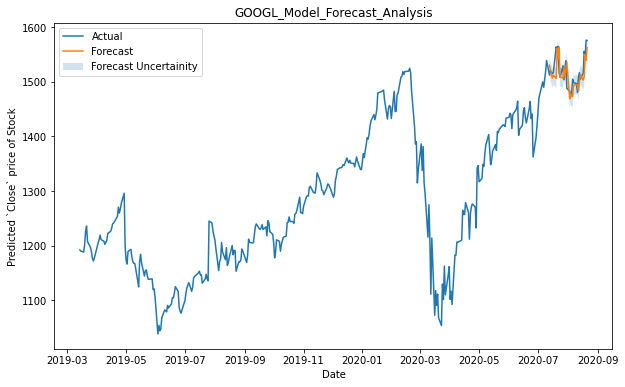 GOOGL_Model_Forecast_Analysis
Actual
Forecast
Forecast Uncertainity
Predicted `Close` price of Stock
1600
1500
1400
1300
1200
1100
2019-03 2019-05 2019-07 2019-09 2019-11 2020-01 2020-03 2020-05 2020-07 2020-09
Date